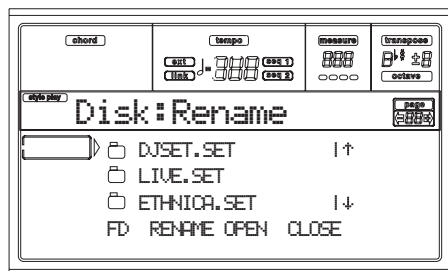 chord tempo measure transpose
ext seq 1
link seq 2
octave
style play
Disk:Rename page
DJSET.SET
LIVE.SET
ETHNICA.SET
FD RENAME OPEN CLOSE